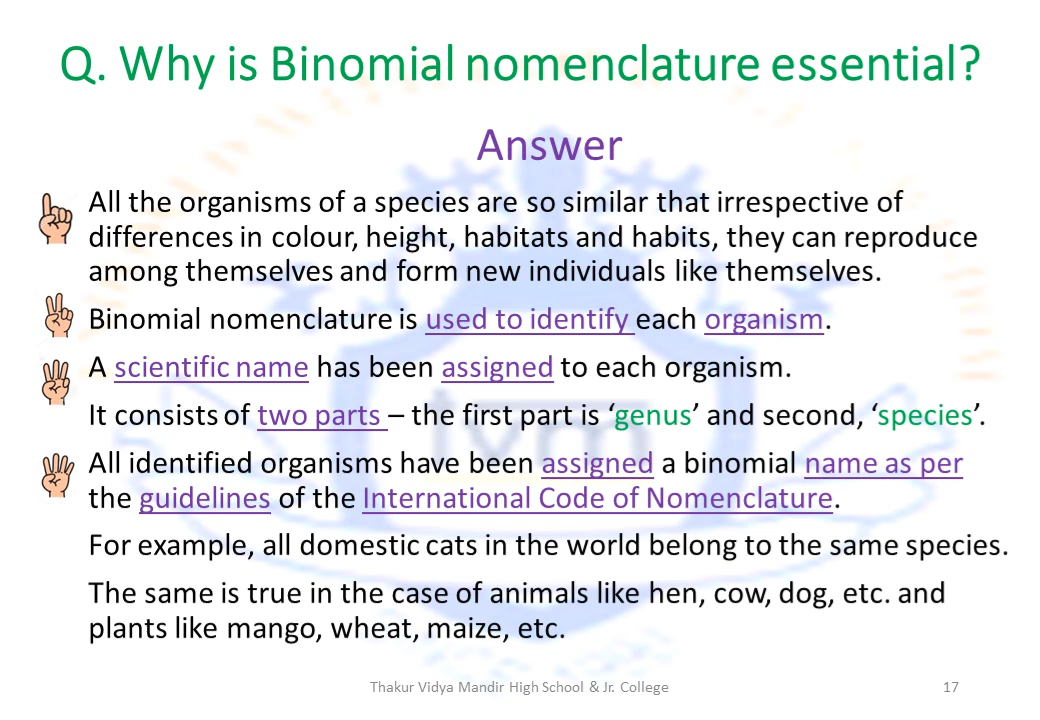 Q. Why is Binomial nomenclature essential?
Answer
All the organisms of a species are so similar that irrespective of
differences in colour, height, habitats and habits, they can reproduce
among themselves and form new individuals like themselves.
Binomial nomenclature is used to identify each organism.
A scientific name has been assigned to each organism.
It consists of two parts – the first part is ‘genus’ and second, ‘species’.
All identified organisms have been assigned a binomial name as per
the guidelines of the International Code of Nomenclature.
For example, all domestic cats in the world belong to the same species.
The same is true in the case of animals like hen, cow, dog, etc. and
plants like mango, wheat, maize, etc.
Thakur Vidya Mandir High School & Jr. College
17